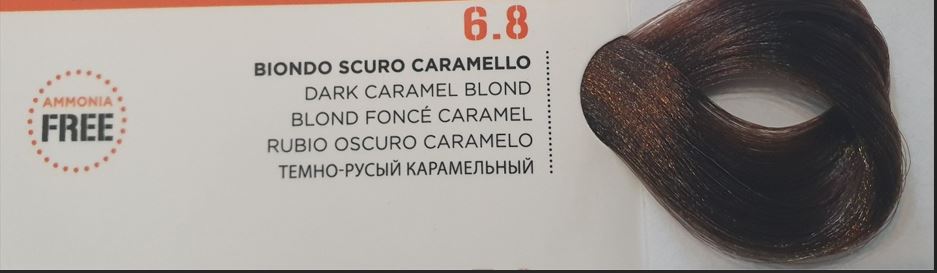 6.8
BIONDO SCURO CARAMELLO
DARK CARAMEL BLOND
BLOND FONCÉ CARAMEL
RUBIO OSCURO CARAMELO
ТЕМНО-РУСЫЙ КАРАМЕЛЬНЫЙ
AMMONIA
FREE